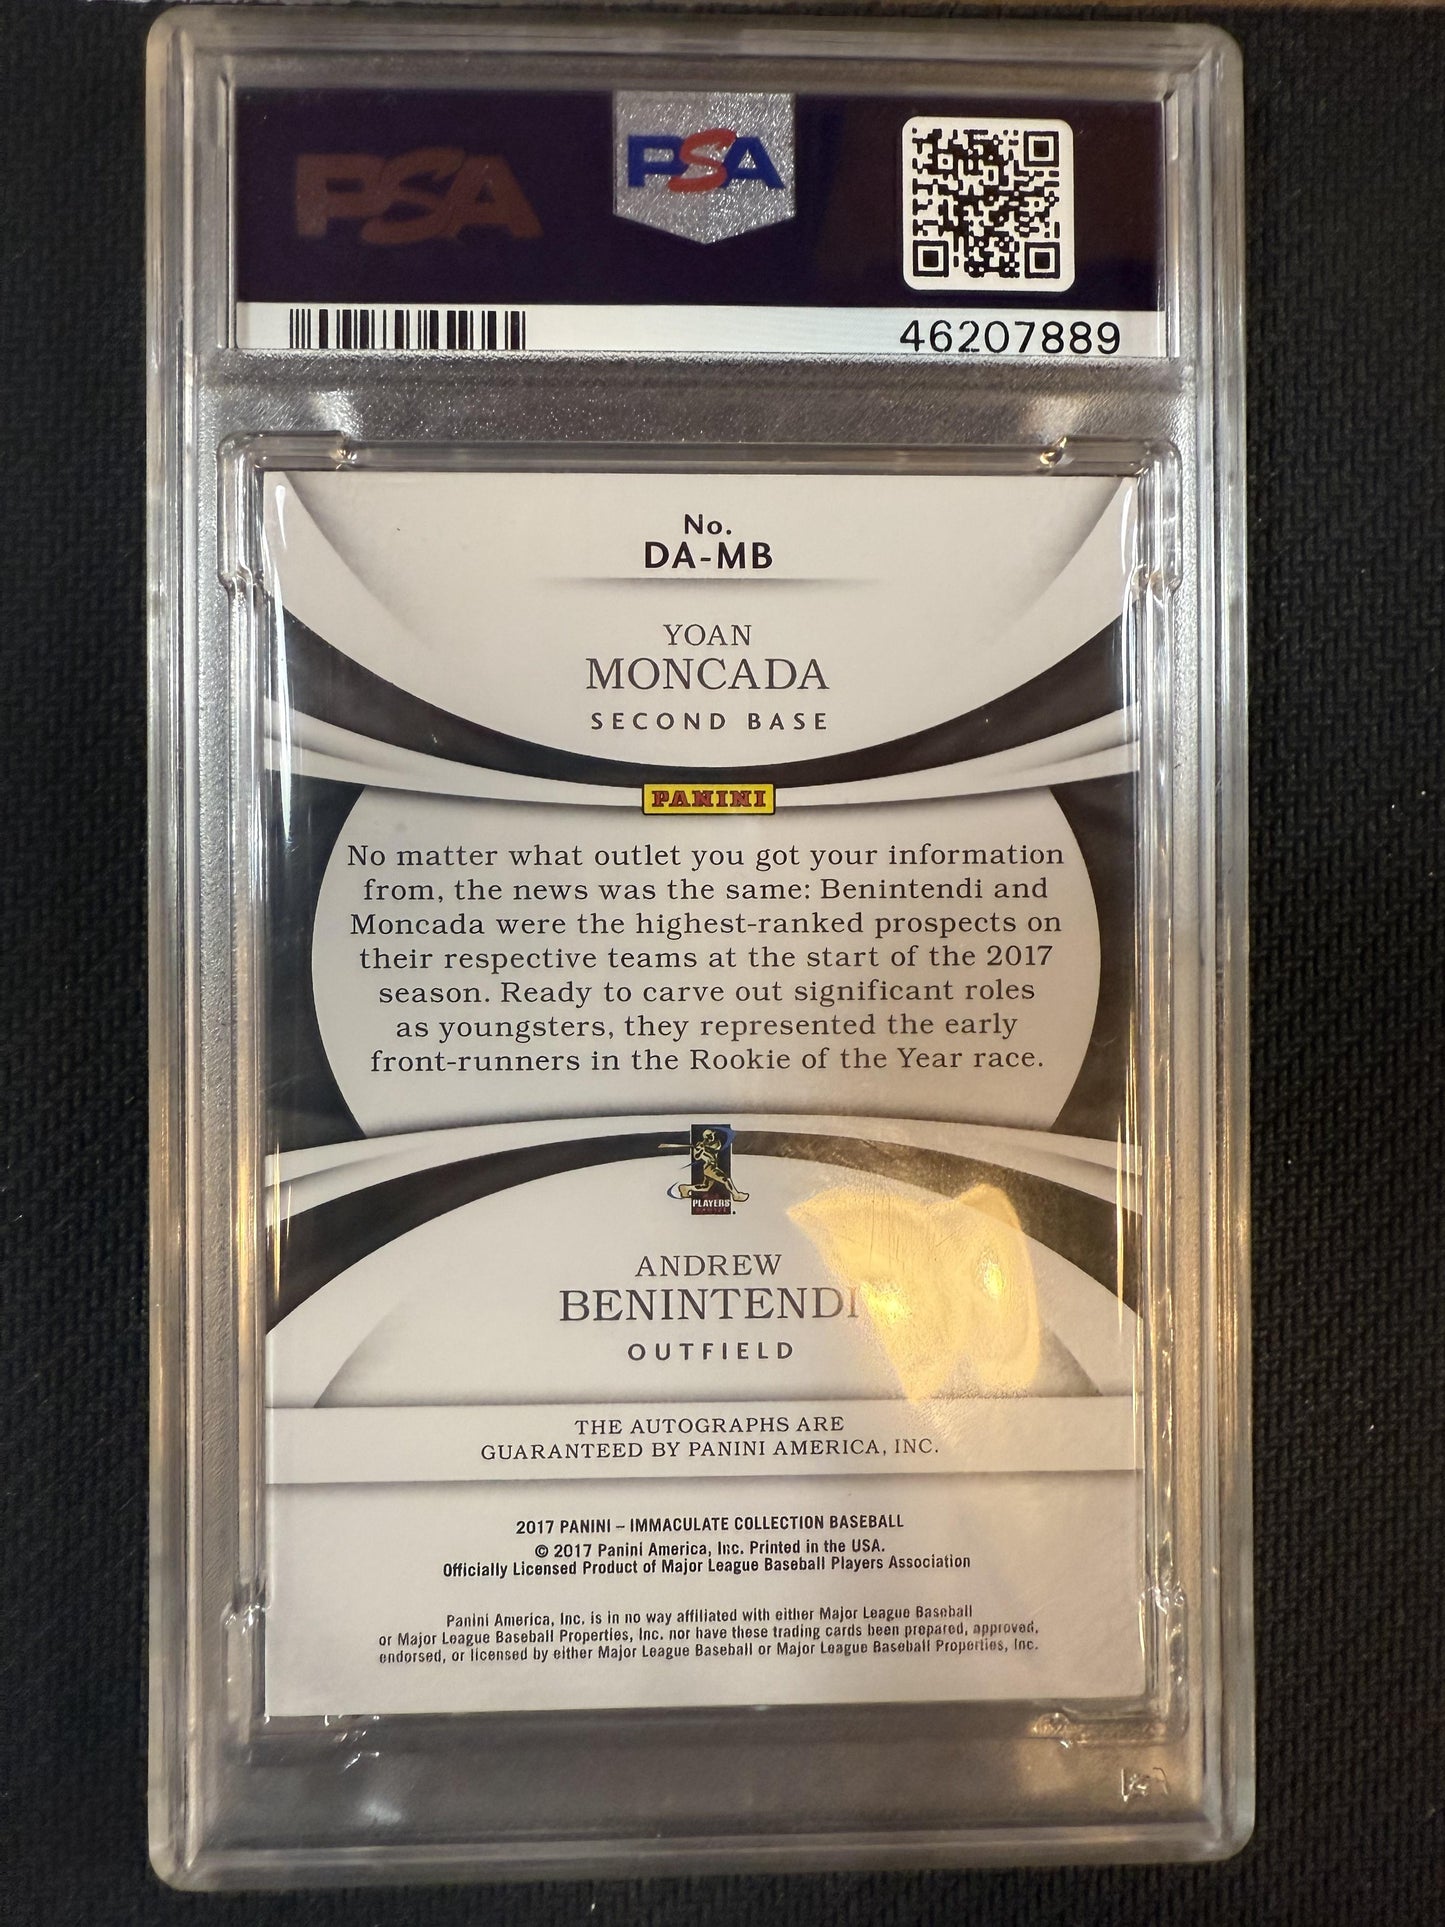 PSA
PSA
46207889
No.
DA-MB
YOAN
MONCADA
SECOND BASE
PANINI
No matter what outlet you got your information
from, the news was the same: Benintendi and
Moncada were the highest-ranked prospects on
their respective teams at the start of the 2017
season. Ready to carve out significant roles
as youngsters, they represented the early
front-runners in the Rookie of the Year race.
PLAYERS
ANDREW
BENINTENDI
OUTFIELD
THE AUTOGRAPHS ARE
GUARANTEED BY PANINI AMERICA, INC.
2017 PANINI – IMMACULATE COLLECTION BASEBALL
© 2017 Panini America, Inc. Printed in the USA.
Officially Licensed Product of Major League Baseball Players Association
Panini America, Inc. is in no way affiliated with either Major League Baseball
or Major League Baseball Properties, Inc. nor have these trading cards been prepared, approved,
endorsed, or licensed by either Major League Baseball or Major League Baseball Properties, Inc.